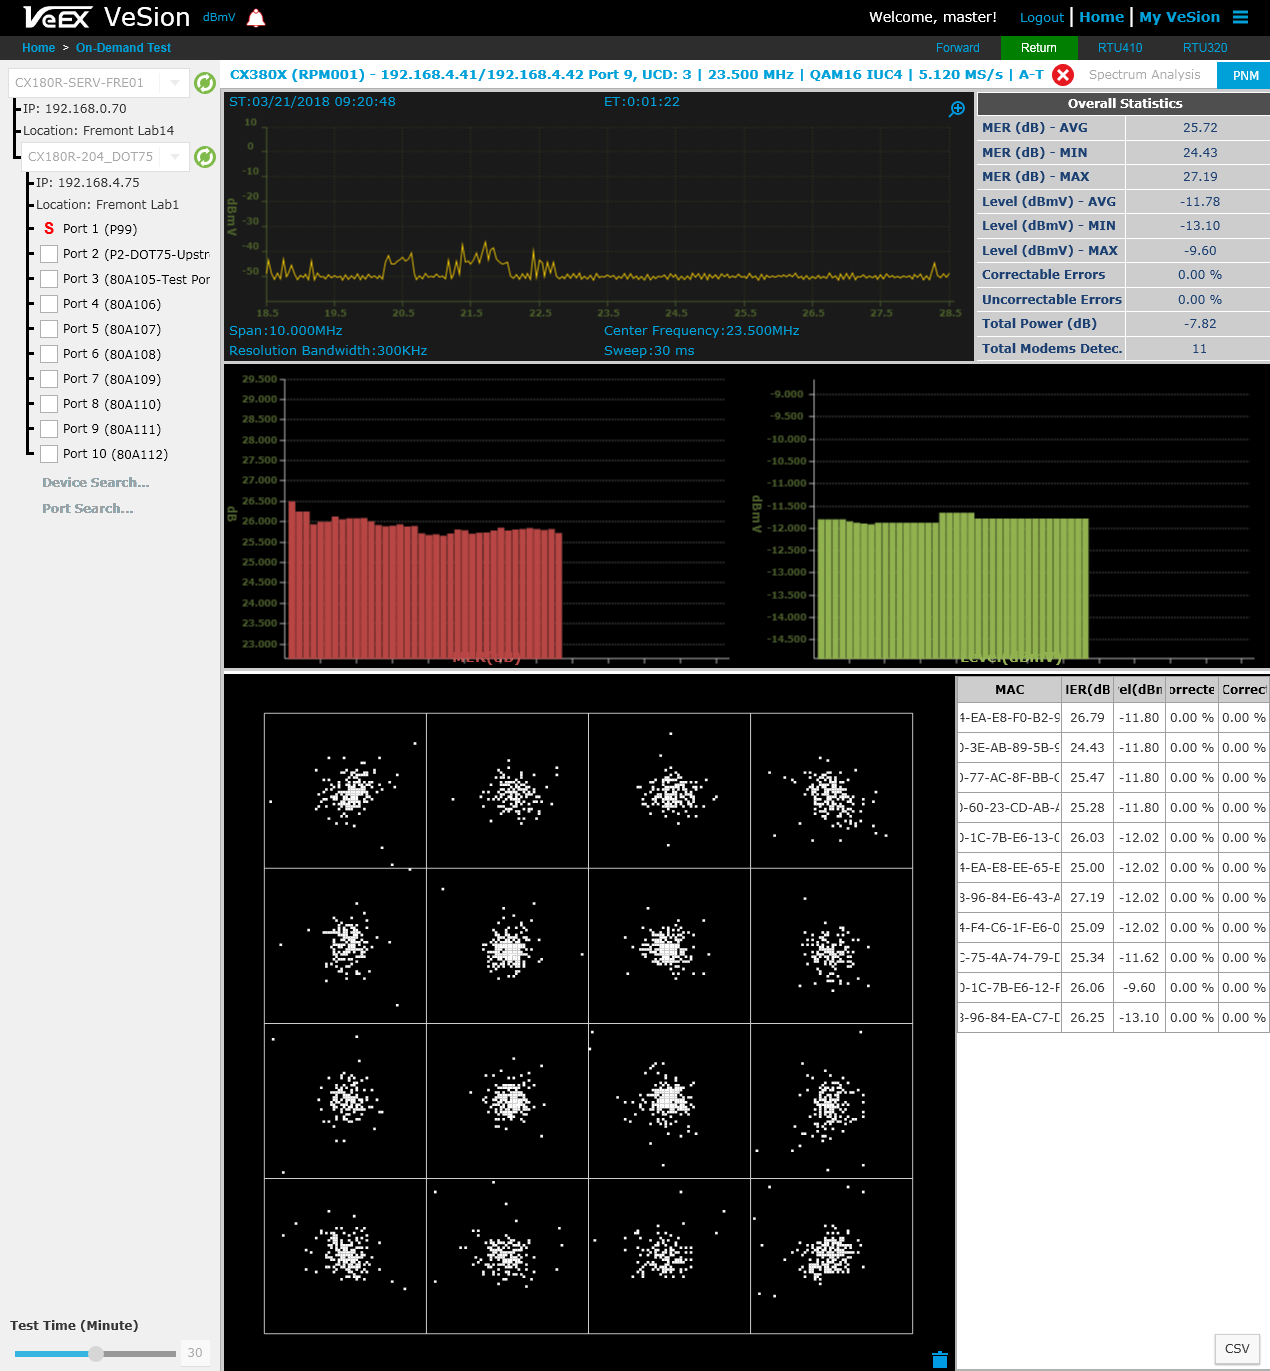 VeEX VeSion dBmV Welcome, master! Logout | Home | My VeSion
Home > On-Demand Test Forward Return RTU410 RTU320
CX180R-SERV-FRE01
IP: 192.168.0.70
Location: Fremont Lab14
CX180R-204_DOT75
IP: 192.168.4.75
Location: Fremont Lab1
S Port 1 (P99)
Port 2 (P2-DOT75-Upstr
Port 3 (80A105-Test Por
Port 4 (80A106)
Port 5 (80A107)
Port 6 (80A108)
Port 7 (80A109)
Port 8 (80A110)
Port 9 (80A111)
Port 10 (80A112)
Device Search...
Port Search...
Test Time (Minute)
30
CX380X (RPM001) - 192.168.4.41/192.168.4.42 Port 9, UCD: 3 | 23.500 MHz | QAM16 IUC4 | 5.120 MS/s | A-T Spectrum Analysis PNM
ST:03/21/2018 09:20:48 ET:0:01:22
10
0
-10
-20
-30
-40
-50
dBmV
18.5 19.5 20.5 21.5 22.5 23.5 24.5 25.5 26.5 27.5 28.5
Span:10.000MHz Center Frequency:23.500MHz
Resolution Bandwidth:300KHz Sweep:30 ms
Overall Statistics
MER (dB) - AVG 25.72
MER (dB) - MIN 24.43
MER (dB) - MAX 27.19
Level (dBmV) - AVG -11.78
Level (dBmV) - MIN -13.10
Level (dBmV) - MAX -9.60
Correctable Errors 0.00 %
Uncorrectable Errors 0.00 %
Total Power (dB) -7.82
Total Modems Detec. 11
29.500
29.000
28.500
28.000
27.500
27.000
26.500
26.000
25.500
25.000
24.500
24.000
23.500
23.000
dB
MER(dB)
-9.000
-9.500
-10.000
-10.500
-11.000
-11.500
-12.000
-12.500
-13.000
-13.500
-14.000
-14.500
dBmV
Level(dBmV)
MAC IER(dB vel(dBn orrecte Correct
4-EA-E8-F0-B2-9 26.79 -11.80 0.00 % 0.00 %
0-3E-AB-89-5B-9 24.43 -11.80 0.00 % 0.00 %
0-77-AC-8F-BB-C 25.47 -11.80 0.00 % 0.00 %
0-60-23-CD-AB-A 25.28 -11.80 0.00 % 0.00 %
0-1C-7B-E6-13-0 26.03 -12.02 0.00 % 0.00 %
4-EA-E8-EE-65-E 25.00 -12.02 0.00 % 0.00 %
8-96-84-E6-43-A 27.19 -12.02 0.00 % 0.00 %
4-F4-C6-1F-E6-0 25.09 -12.02 0.00 % 0.00 %
C-75-4A-74-79-D 25.34 -11.62 0.00 % 0.00 %
0-1C-7B-E6-12-F 26.06 -9.60 0.00 % 0.00 %
8-96-84-EA-C7-D 26.25 -13.10 0.00 % 0.00 %
CSV